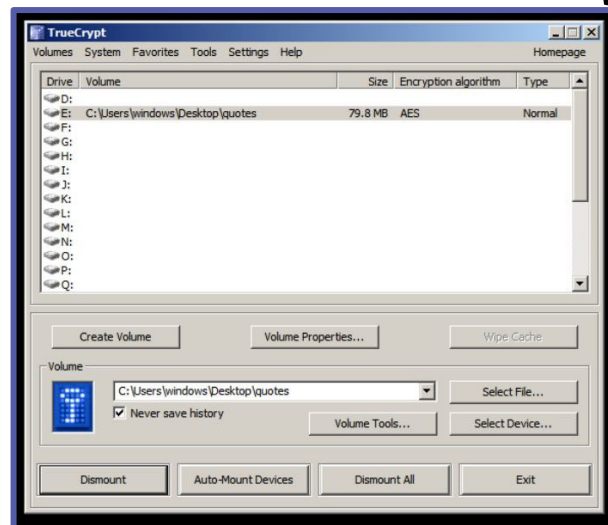 TrueCrypt
Volumes System Favorites Tools Settings Help Homepage
Drive Volume Size Encryption algorithm Type
D:
E: C:\Users\windows\Desktop\quotes 79.8 MB AES Normal
F:
G:
H:
I:
J:
K:
L:
M:
N:
O:
P:
Q:
Create Volume Volume Properties... Wipe Cache
Volume
C:\Users\windows\Desktop\quotes Select File...
Never save history Volume Tools... Select Device...
Dismount Auto-Mount Devices Dismount All Exit